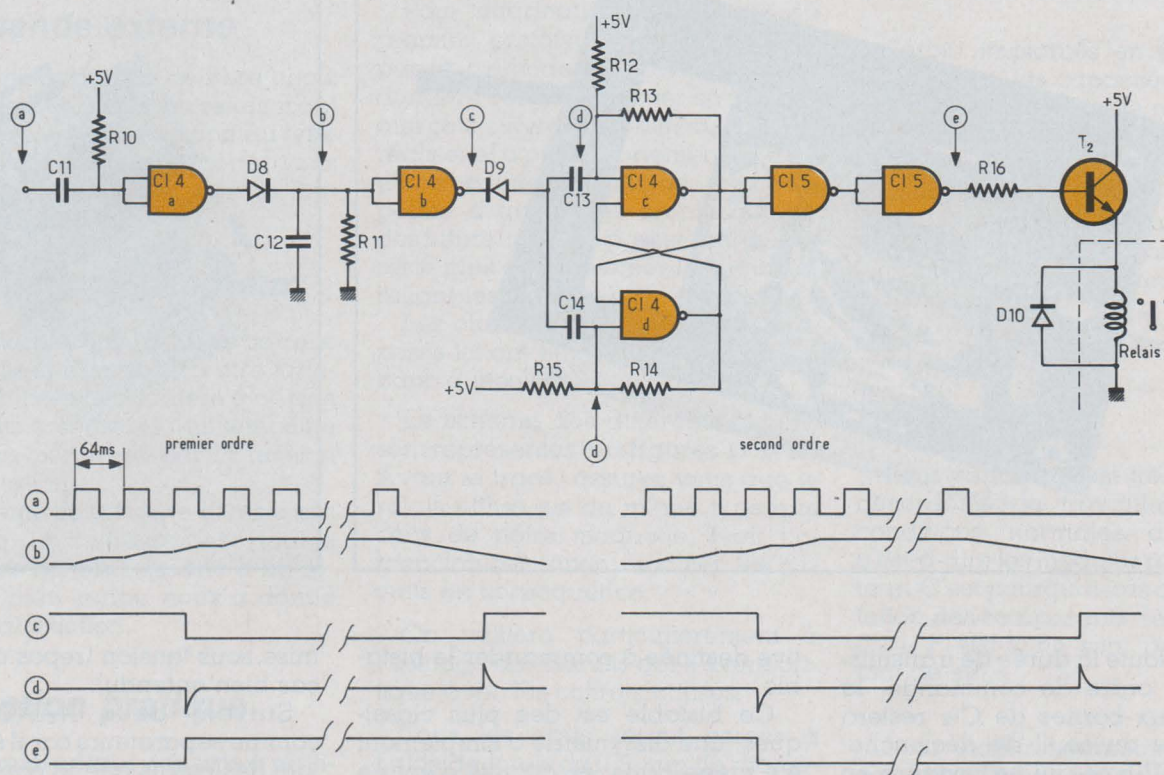 +5V
R12
+5V
R13
+5V
a
b
c
d
e
T2
R10
C11
CI 4
a
D8
CI 4
b
D9
C13
CI 4
c
CI 5
CI 5
R16
C12
R11
C14
CI 4
d
D10
Relais
+5V
R15
R14
d
64ms
premier ordre
second ordre
a
b
c
d
e